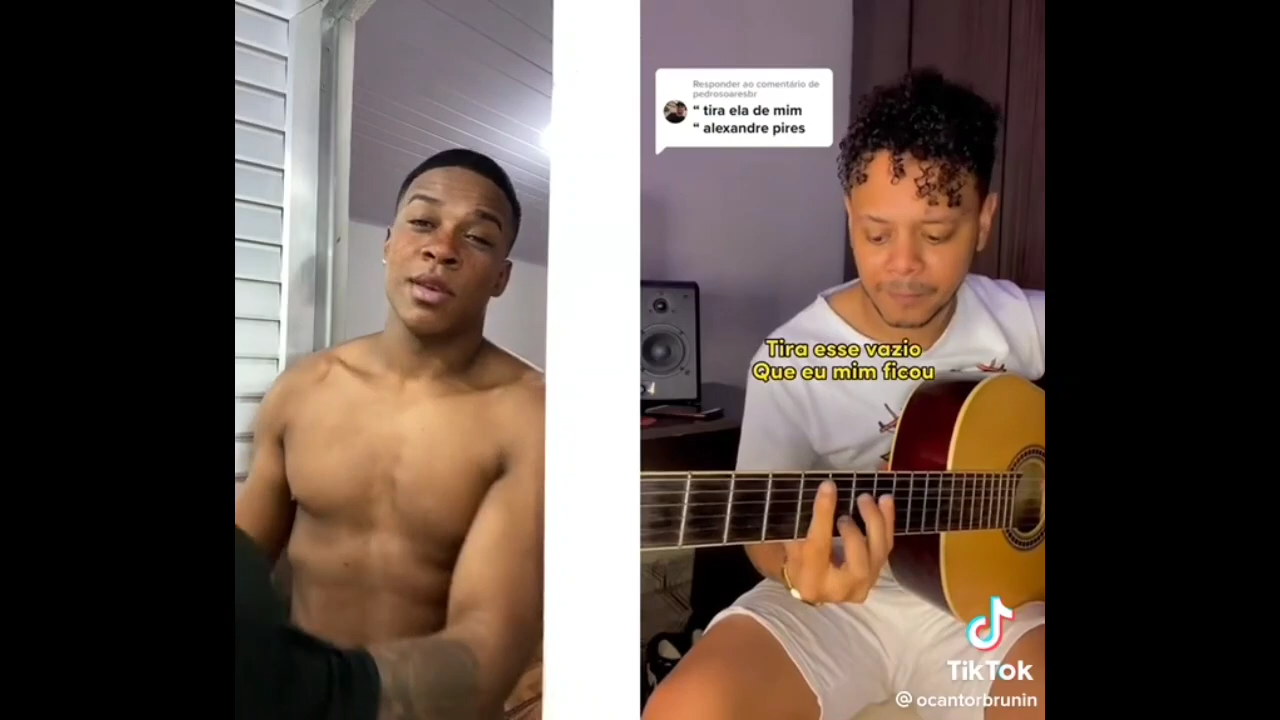 Responder ao comentário de
pedrosoaresbr
“ tira ela de mim
“ alexandre pires
Tira esse vazio
Que eu mim ficou
TikTok
@ocantorbrunin